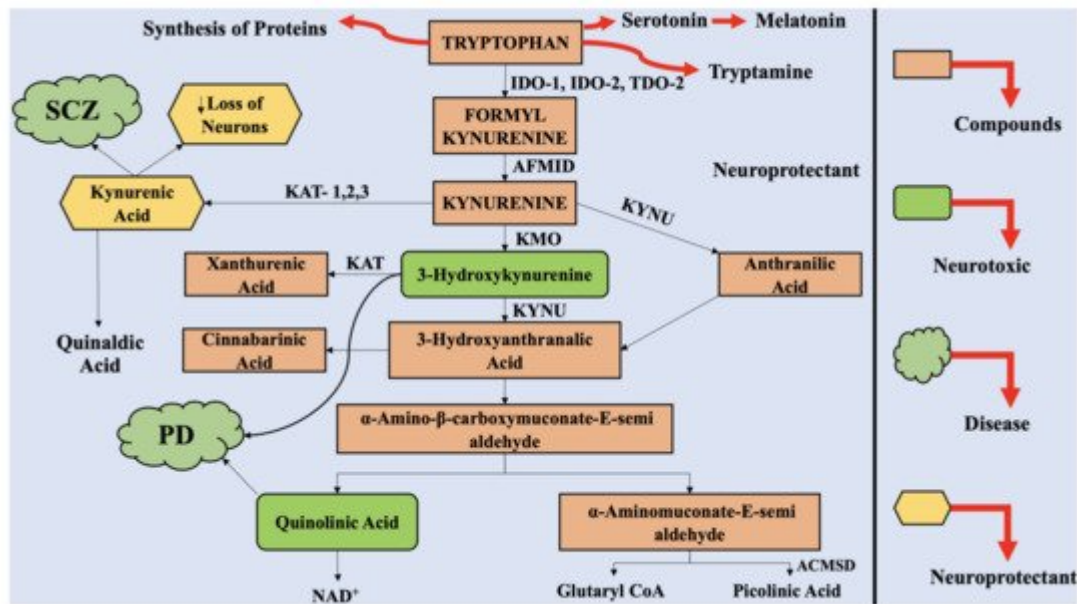 Synthesis of Proteins
TRYPTOPHAN
Serotonin
Melatonin
Tryptamine
IDO-1, IDO-2, TDO-2
SCZ
↓Loss of
Neurons
FORMYL
KYNURENINE
AFMID
Neuroprotectant
Kynurenic
Acid
KAT- 1,2,3
KYNURENINE
KYNU
KMO
Xanthurenic
Acid
KAT
3-Hydroxykynurenine
Anthranilic
Acid
KYNU
Quinaldic
Acid
Cinnabarinic
Acid
3-Hydroxyanthranalic
Acid
α-Amino-β-carboxymuconate-E-semi
aldehyde
PD
Quinolinic Acid
α-Aminomuconate-E-semi
aldehyde
ACMSD
NAD⁺
Glutaryl CoA
Picolinic Acid
Compounds
Neurotoxic
Disease
Neuroprotectant